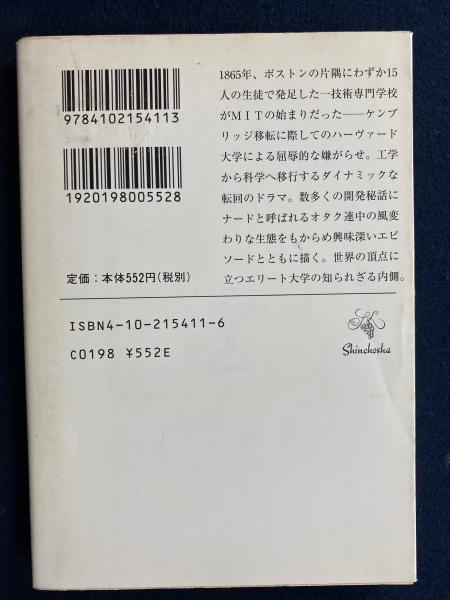 9784102154113
1920198005528
定価：本体552円（税別）
1865年、ボストンの片隅にわずか15
人の生徒で発足した一技術専門学校
がMITの始まりだった──ケンブ
リッジ移転に際してのハーヴァード
大学による屈辱的な嫌がらせ。工学
から科学へ移行するダイナミックな
転回のドラマ。数多くの開発秘話に
ナードと呼ばれるオタク連中の風変
わりな生態をもからめ興味深いエピ
ソードとともに描く。世界の頂点に
立つエリート大学の知られざる内側。
ISBN4-10-215411-6
C0198 ¥552E
SK
Shinchosha